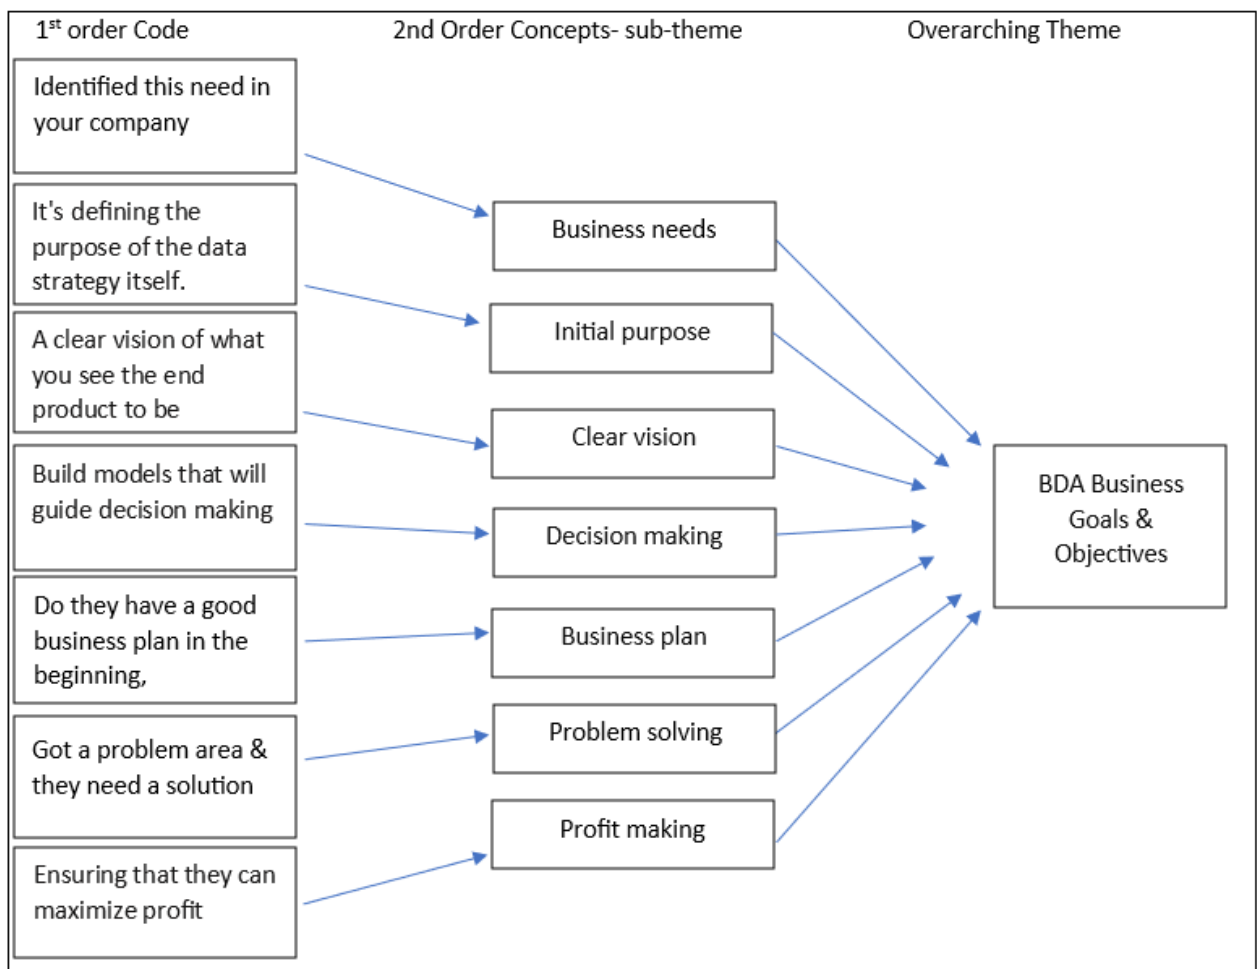 1st order Code
2nd Order Concepts- sub-theme
Overarching Theme
Identified this need in
your company
It's defining the
purpose of the data
strategy itself.
A clear vision of what
you see the end
product to be
Build models that will
guide decision making
Do they have a good
business plan in the
beginning,
Got a problem area &
they need a solution
Ensuring that they can
maximize profit
Business needs
Initial purpose
Clear vision
Decision making
Business plan
Problem solving
Profit making
BDA Business
Goals &
Objectives